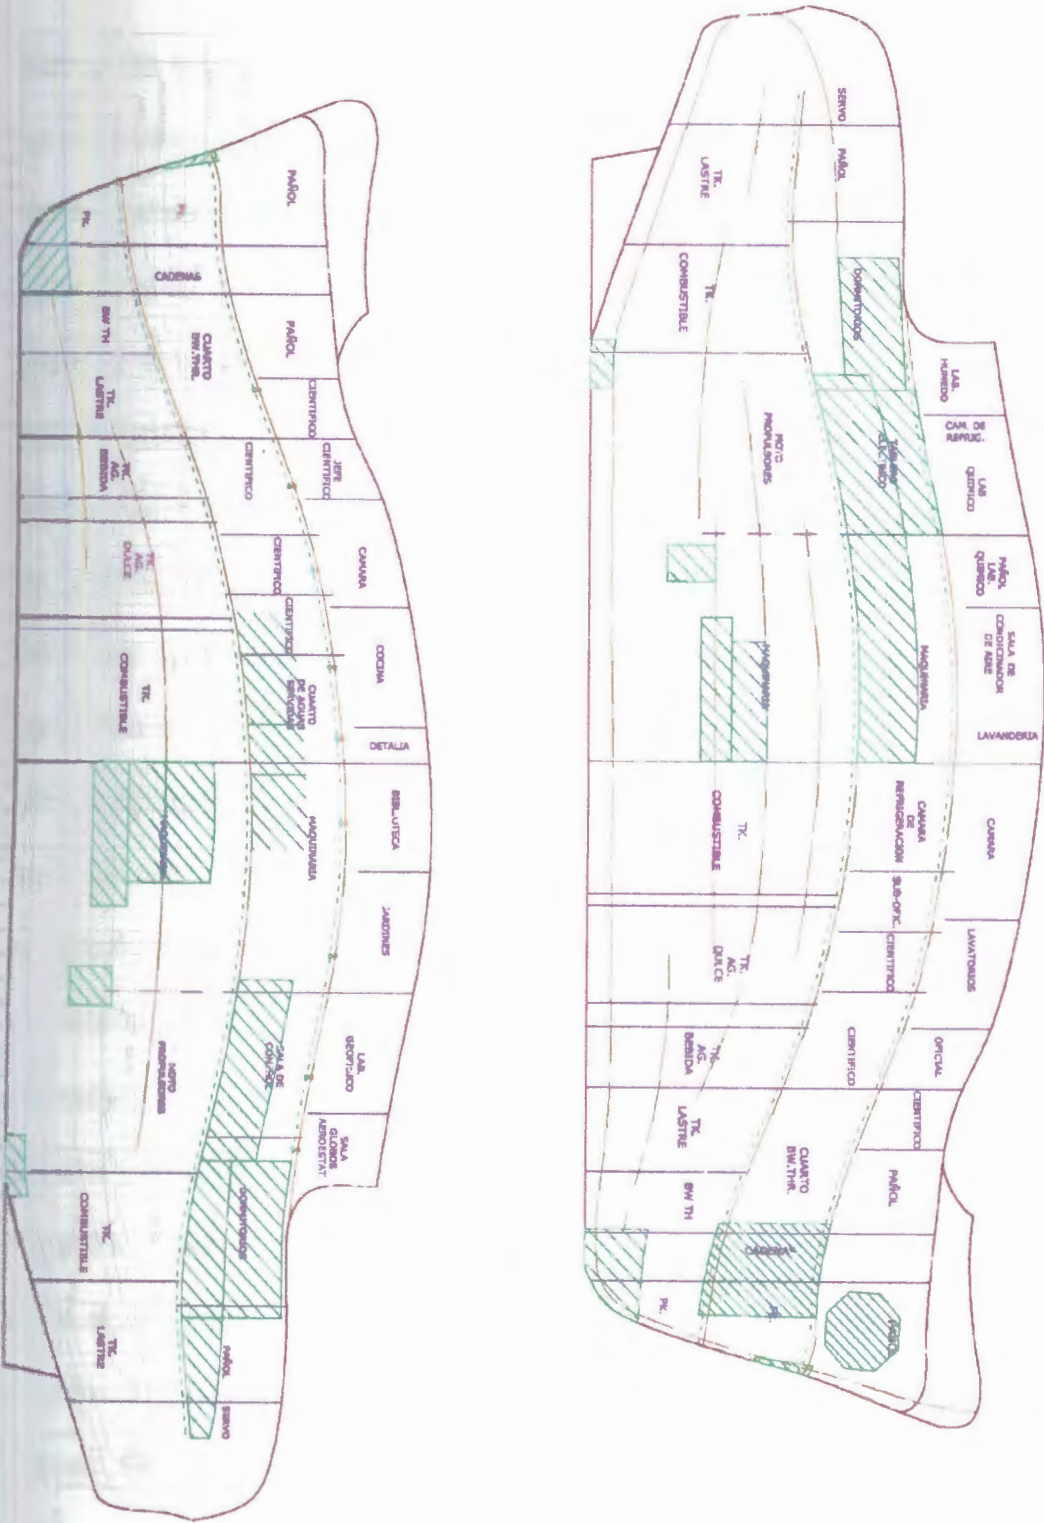 PAÑOL
PK.
PK.
CADENAS
PAÑOL
BW TH
CUARTO
BW.THR.
CIENTIFICO
TK.
LASTRE
JEFE
CIENTIFICO
CIENTIFICO
TK.
AG.
BEBIDA
CAMARA
CIENTIFICO
TK.
AG.
DULCE
CIENTIFICO
COCINA
CUARTO
DE AGUAS
SERVIDAS
TK.
COMBUSTIBLE
DETALIA
MAQUINARIA
JARDINES
LAB.
GEOFISICO
SALA DE
CONTROL
MOTO
PROPULSORES
SALA
GLOBOS
AEROESTAT
DORMITORIOS
TK.
COMBUSTIBLE
TK.
LASTRE
PAÑOL
SERVO
SERVO
PAÑOL
TK.
LASTRE
TK.
COMBUSTIBLE
DORMITORIOS
LAB.
HUMEDO
CAM. DE
REFRIG.
LAB
QUIMICO
TABLERO
ELECTRICO
MOTO
PROPULSORES
PAÑOL
LAB.
QUIMICO
SALA DE
CONDICINADOR
DE AERE
MAQUINARIA
MAQUINARIA
LAVANDERIA
CAMARA
CAMARA
DE
REFRIGERACION
TK.
COMBUSTIBLE
SUB-OFIC.
LAVATORIOS
CIENTIFICO
TK.
AG.
DULCE
OFICIAL
CIENTIFICO
TK.
AG.
BEBIDA
CIENTIFICO
TK
LASTRE
CUARTO
BW.THR.
PAÑOL
BW TH
PK.